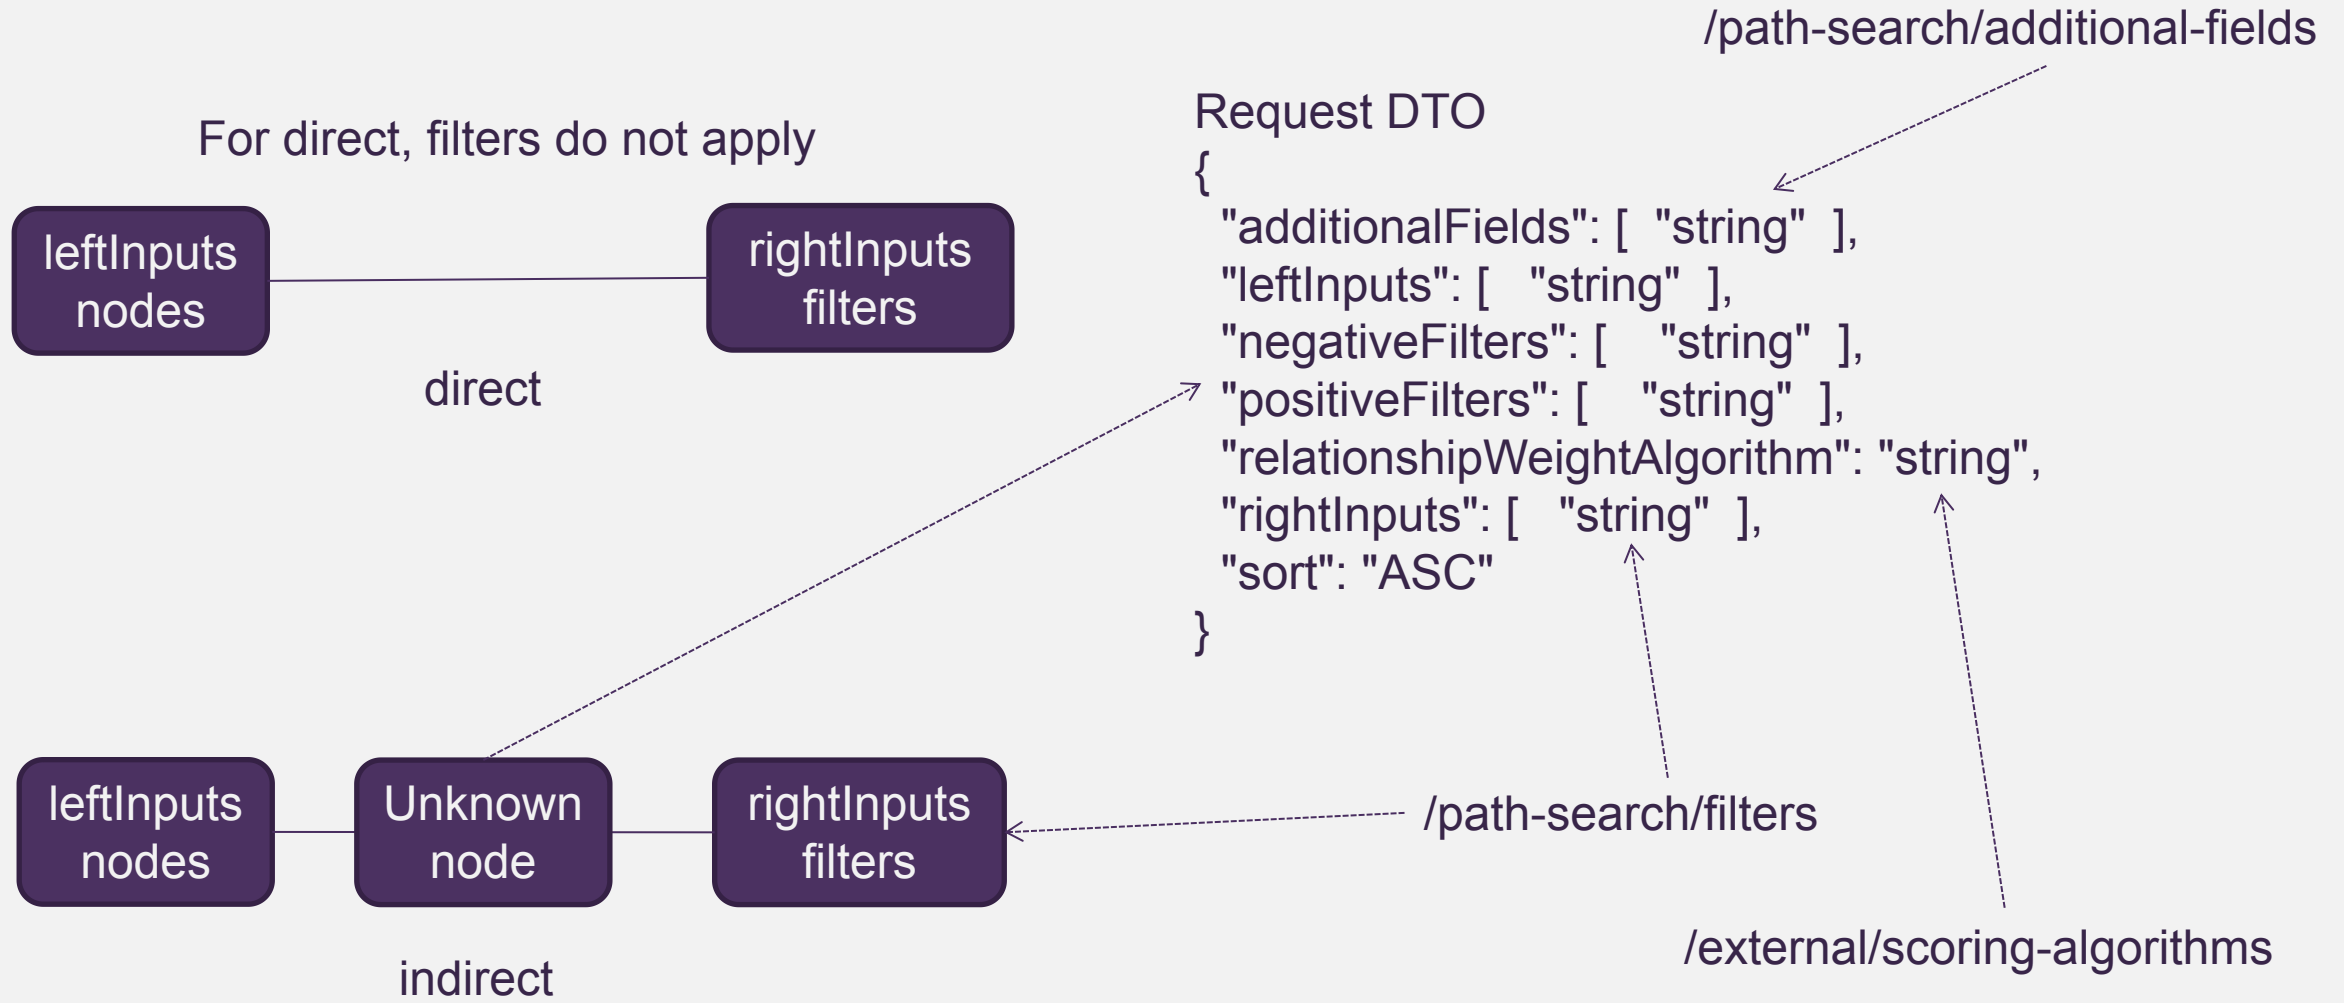 /path-search/additional-fields
For direct, filters do not apply
leftInputs
nodes
rightInputs
filters
direct
Request DTO
{
"additionalFields": [  "string"  ],
"leftInputs": [   "string"  ],
"negativeFilters": [    "string"  ],
"positiveFilters": [    "string"  ],
"relationshipWeightAlgorithm": "string",
"rightInputs": [   "string"  ],
"sort": "ASC"
}
leftInputs
nodes
Unknown
node
rightInputs
filters
indirect
/path-search/filters
/external/scoring-algorithms